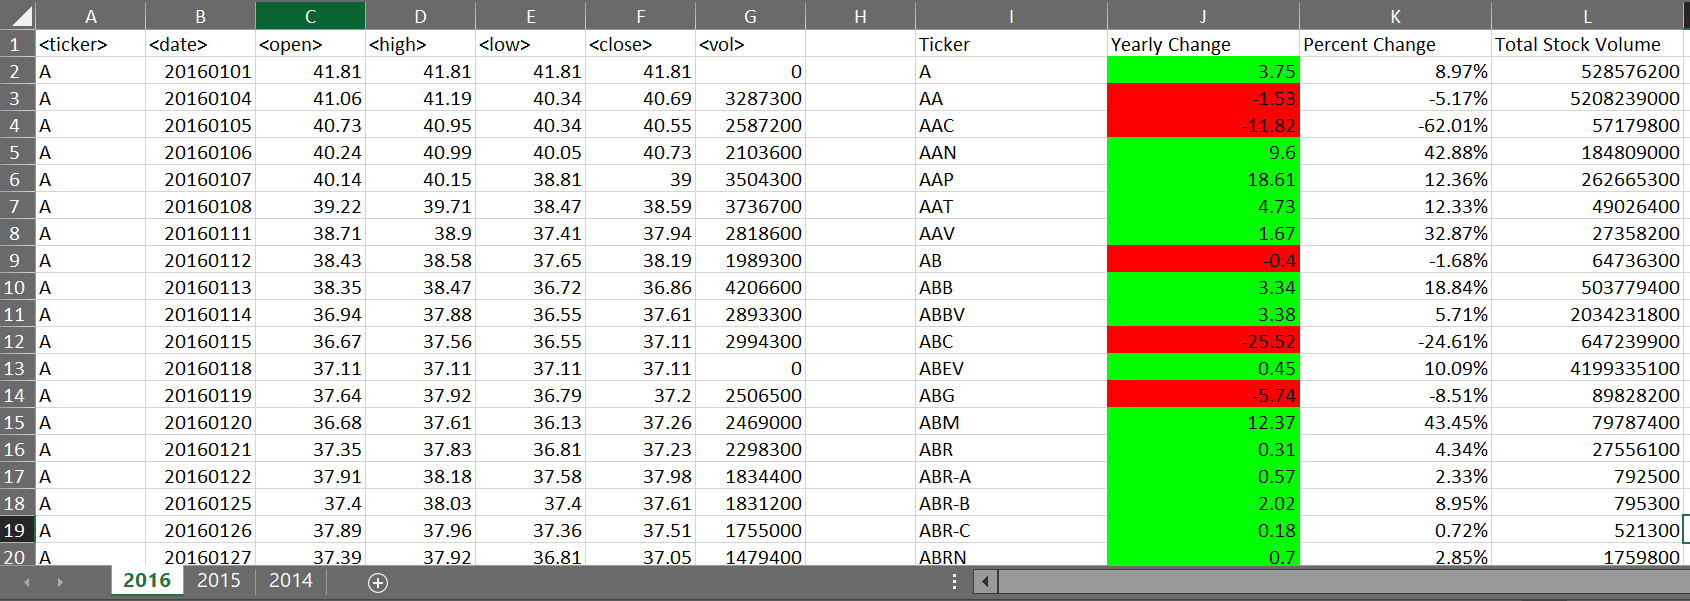 A B C D E F G H I J K L
1 <ticker> <date> <open> <high> <low> <close> <vol> Ticker Yearly Change Percent Change Total Stock Volume
2 A 20160101 41.81 41.81 41.81 41.81 0 A 3.75 8.97% 528576200
3 A 20160104 41.06 41.19 40.34 40.69 3287300 AA -1.53 -5.17% 5208239000
4 A 20160105 40.73 40.95 40.34 40.55 2587200 AAC -11.82 -62.01% 57179800
5 A 20160106 40.24 40.99 40.05 40.73 2103600 AAN 9.6 42.88% 184809000
6 A 20160107 40.14 40.15 38.81 39 3504300 AAP 18.61 12.36% 262665300
7 A 20160108 39.22 39.71 38.47 38.59 3736700 AAT 4.73 12.33% 49026400
8 A 20160111 38.71 38.9 37.41 37.94 2818600 AAV 1.67 32.87% 27358200
9 A 20160112 38.43 38.58 37.65 38.19 1989300 AB -0.4 -1.68% 64736300
10 A 20160113 38.35 38.47 36.72 36.86 4206600 ABB 3.34 18.84% 503779400
11 A 20160114 36.94 37.88 36.55 37.61 2893300 ABBV 3.38 5.71% 2034231800
12 A 20160115 36.67 37.56 36.55 37.11 2994300 ABC -25.52 -24.61% 647239900
13 A 20160118 37.11 37.11 37.11 37.11 0 ABEV 0.45 10.09% 4199335100
14 A 20160119 37.64 37.92 36.79 37.2 2506500 ABG -5.74 -8.51% 89828200
15 A 20160120 36.68 37.61 36.13 37.26 2469000 ABM 12.37 43.45% 79787400
16 A 20160121 37.35 37.83 36.81 37.23 2298300 ABR 0.31 4.34% 27556100
17 A 20160122 37.91 38.18 37.58 37.98 1834400 ABR-A 0.57 2.33% 792500
18 A 20160125 37.4 38.03 37.4 37.61 1831200 ABR-B 2.02 8.95% 795300
19 A 20160126 37.89 37.96 37.36 37.51 1755000 ABR-C 0.18 0.72% 521300
20 A 20160127 37.39 37.92 36.81 37.05 1479400 ABRN 0.7 2.85% 1759800
2016 2015 2014